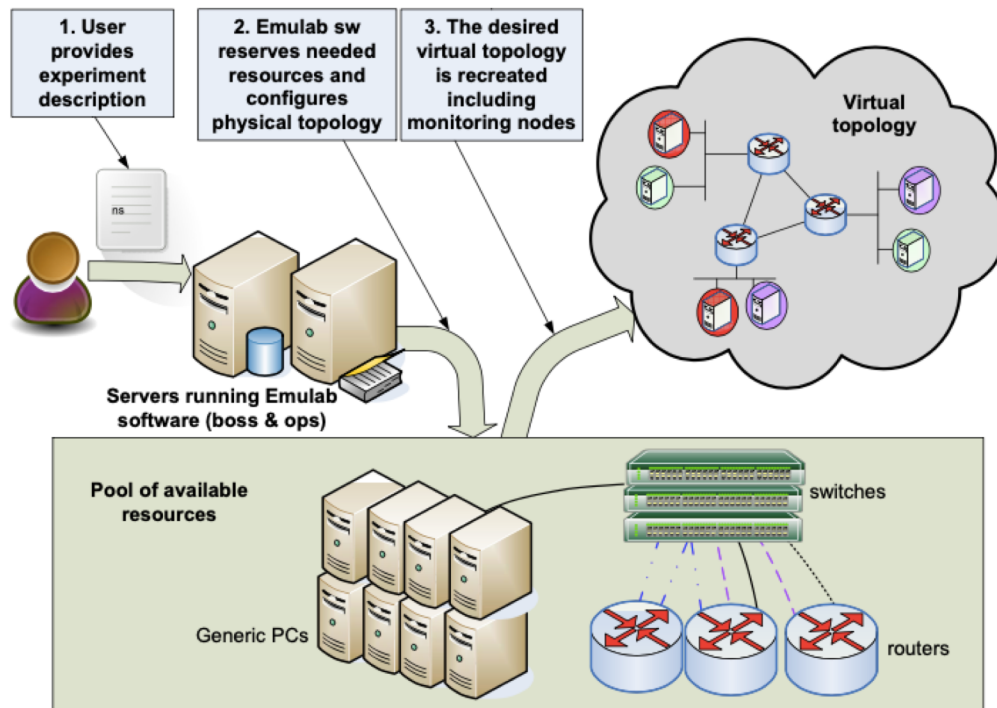 1. User
provides
experiment
description
2. Emulab sw
reserves needed
resources and
configures
physical topology
3. The desired
virtual topology
is recreated
including
monitoring nodes
Virtual
topology
ns
Servers running Emulab
software (boss & ops)
Pool of available
resources
switches
Generic PCs
routers